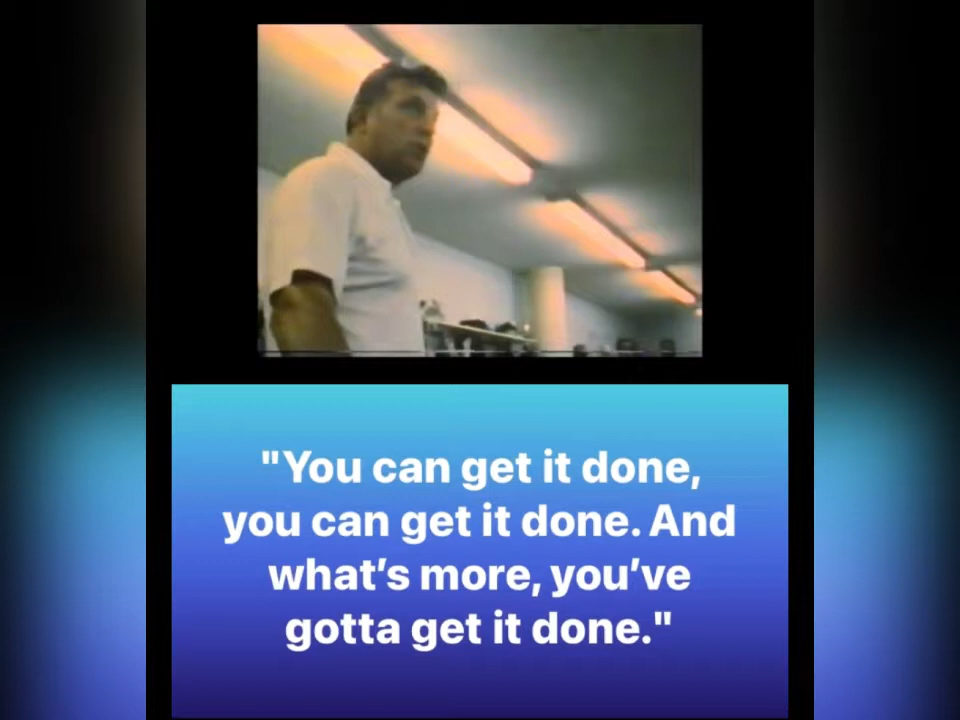 "You can get it done,
you can get it done. And
what's more, you've
gotta get it done."